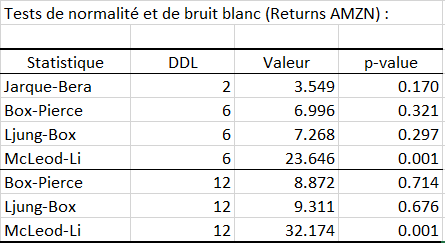 Tests de normalité et de bruit blanc (Returns AMZN) :
Statistique DDL Valeur p-value
Jarque-Bera 2 3.549 0.170
Box-Pierce 6 6.996 0.321
Ljung-Box 6 7.268 0.297
McLeod-Li 6 23.646 0.001
Box-Pierce 12 8.872 0.714
Ljung-Box 12 9.311 0.676
McLeod-Li 12 32.174 0.001